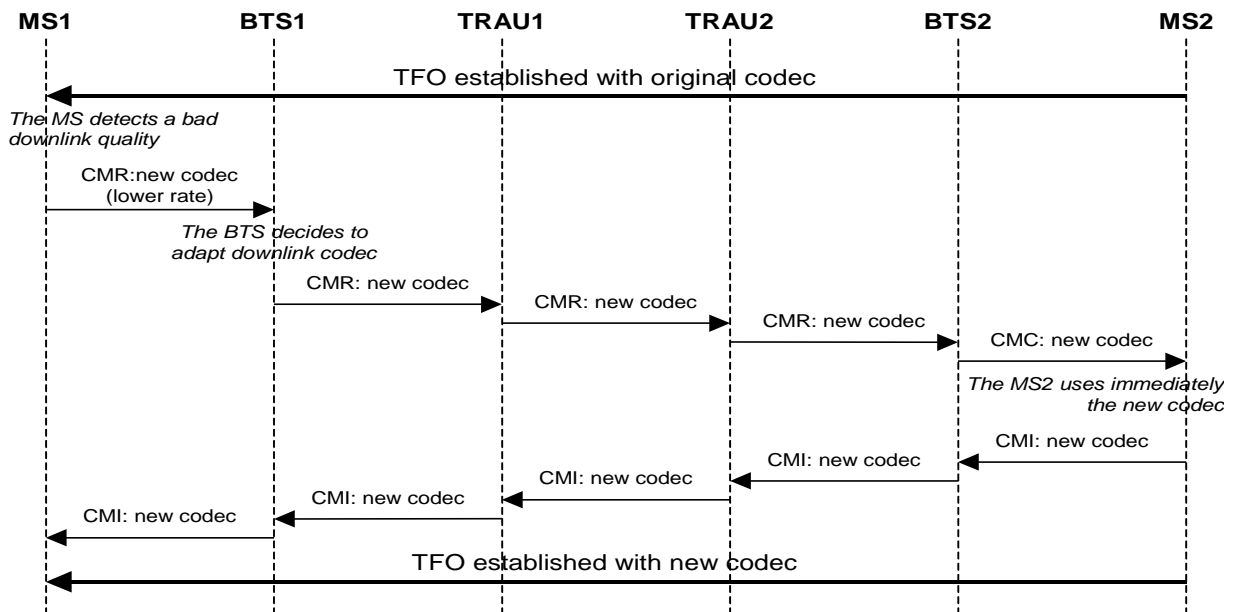 MS1 BTS1 TRAU1 TRAU2 BTS2 MS2
TFO established with original codec
The MS detects a bad
downlink quality
CMR:new codec
(lower rate)
The BTS decides to
adapt downlink codec
CMR: new codec
CMR: new codec
CMR: new codec
CMC: new codec
The MS2 uses immediately
the new codec
CMI: new codec
CMI: new codec
CMI: new codec
CMI: new codec
CMI: new codec
TFO established with new codec